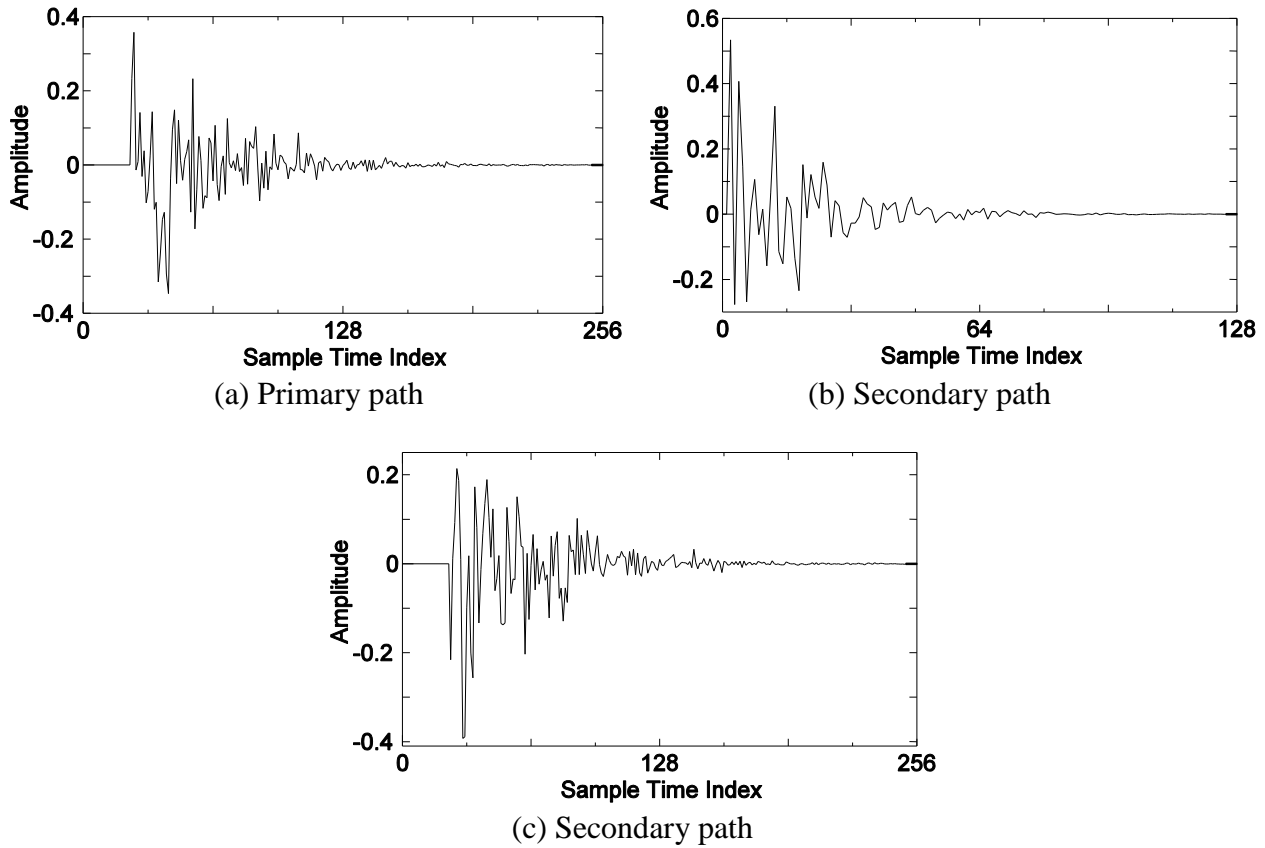 0.4
0.2
0
-0.2
-0.4
Amplitude
0 128 256
Sample Time Index
(a) Primary path
0.6
0.4
0.2
0
-0.2
Amplitude
0 64 128
Sample Time Index
(b) Secondary path
0.2
0
-0.2
-0.4
Amplitude
0 128 256
Sample Time Index
(c) Secondary path